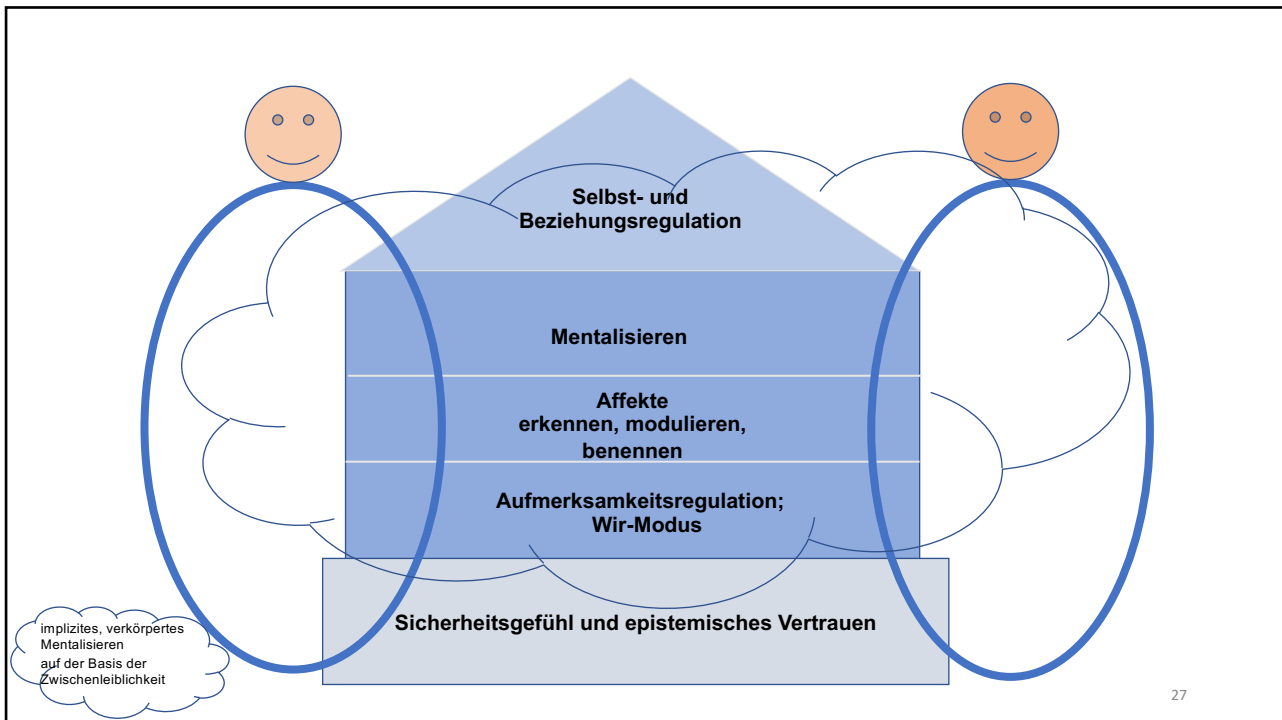 Selbst- und
Beziehungsregulation
Mentalisieren
Affekte
erkennen, modulieren,
benennen
Aufmerksamkeitsregulation;
Wir-Modus
Sicherheitsgefühl und epistemisches Vertrauen
implizites, verkörpertes
Mentalisieren
auf der Basis der
Zwischenleiblichkeit
27